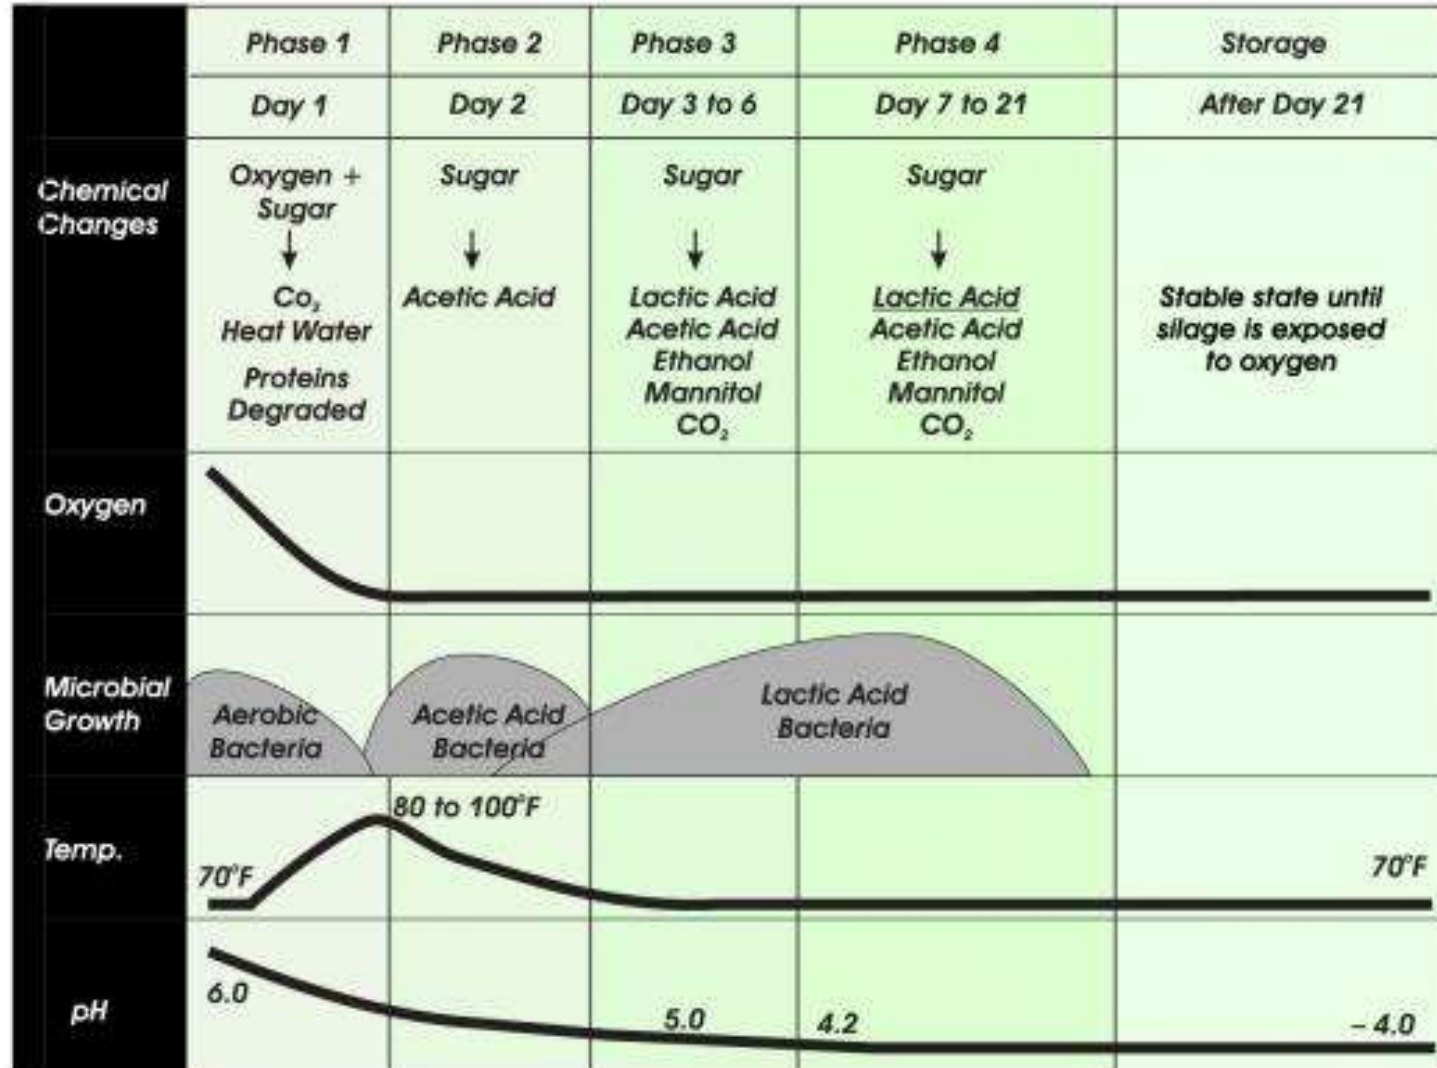 Phase 1
Phase 2
Phase 3
Phase 4
Storage
Day 1
Day 2
Day 3 to 6
Day 7 to 21
After Day 21
Chemical
Changes
Oxygen +
Sugar
Co₂
Heat Water
Proteins
Degraded
Sugar
Acetic Acid
Sugar
Lactic Acid
Acetic Acid
Ethanol
Mannitol
CO₂
Sugar
Lactic Acid
Acetic Acid
Ethanol
Mannitol
CO₂
Stable state until
silage is exposed
to oxygen
Oxygen
Microbial
Growth
Aerobic
Bacteria
Acetic Acid
Bacteria
Lactic Acid
Bacteria
Temp.
70°F
80 to 100°F
70°F
pH
6.0
5.0
4.2
– 4.0